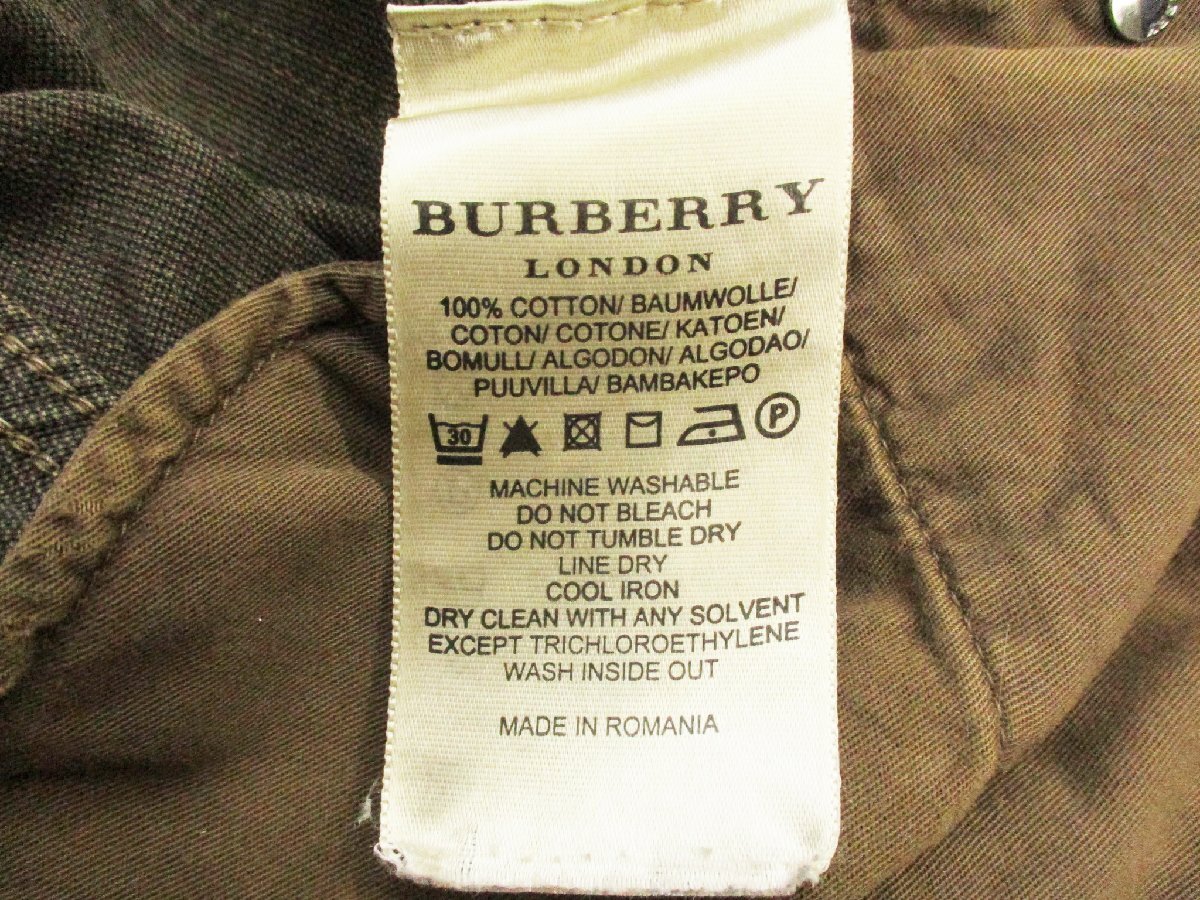 BURBERRY
LONDON
100% COTTON/ BAUMWOLLE/
COTON/ COTONE/ KATOEN/
BOMULL/ ALGODON/ ALGODAO/
PUUVILLA/ BAMBAKEPO
30 P
MACHINE WASHABLE
DO NOT BLEACH
DO NOT TUMBLE DRY
LINE DRY
COOL IRON
DRY CLEAN WITH ANY SOLVENT
EXCEPT TRICHLOROETHYLENE
WASH INSIDE OUT
MADE IN ROMANIA